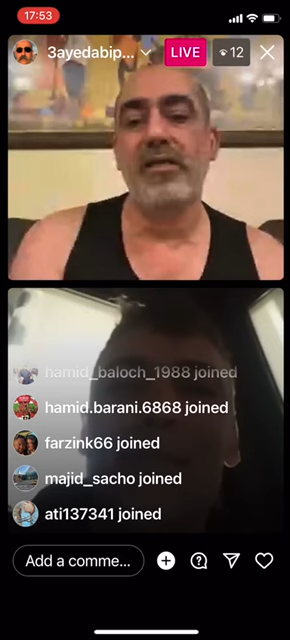 17:53
3ayedabip...
LIVE
12
hamid_baloch_1988 joined
hamid.barani.6868 joined
farzink66 joined
majid_sacho joined
ati137341 joined
Add a comme...